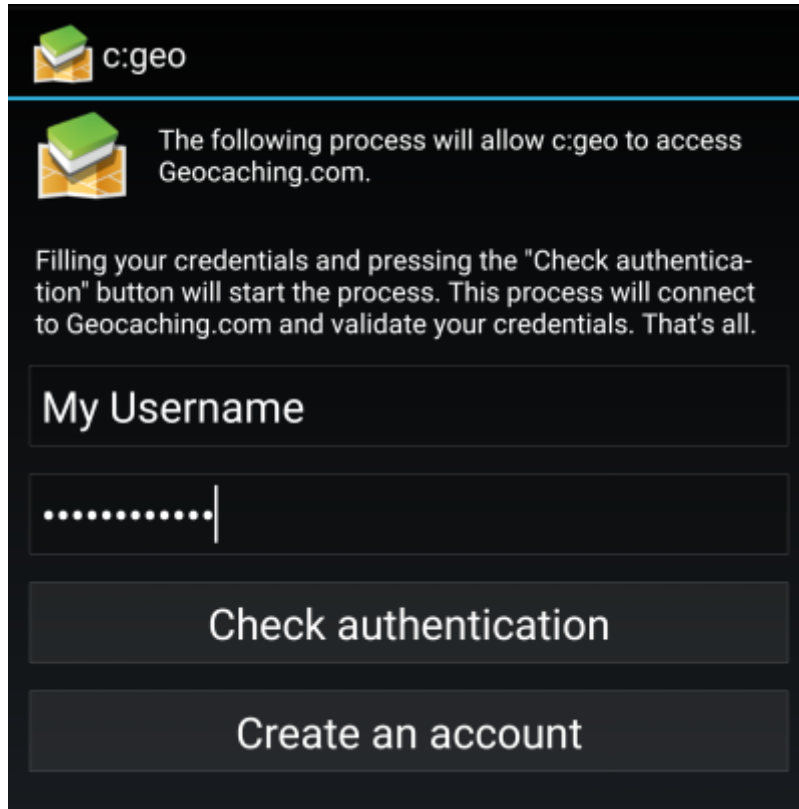 c:geo
The following process will allow c:geo to access
Geocaching.com.
Filling your credentials and pressing the "Check authentica-
tion" button will start the process. This process will connect
to Geocaching.com and validate your credentials. That's all.
My Username
••••••••••••
Check authentication
Create an account